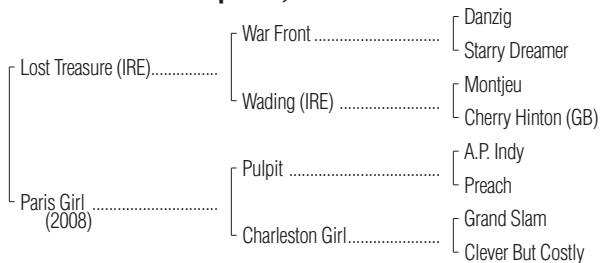 Danzig
War Front ............................
Starry Dreamer
Lost Treasure (IRE)................
Montjeu
Wading (IRE) ......................
Cherry Hinton (GB)
A.P. Indy
Pulpit .................................
Preach
Paris Girl ............................
(2008)
Grand Slam
Charleston Girl....................
Clever But Costly